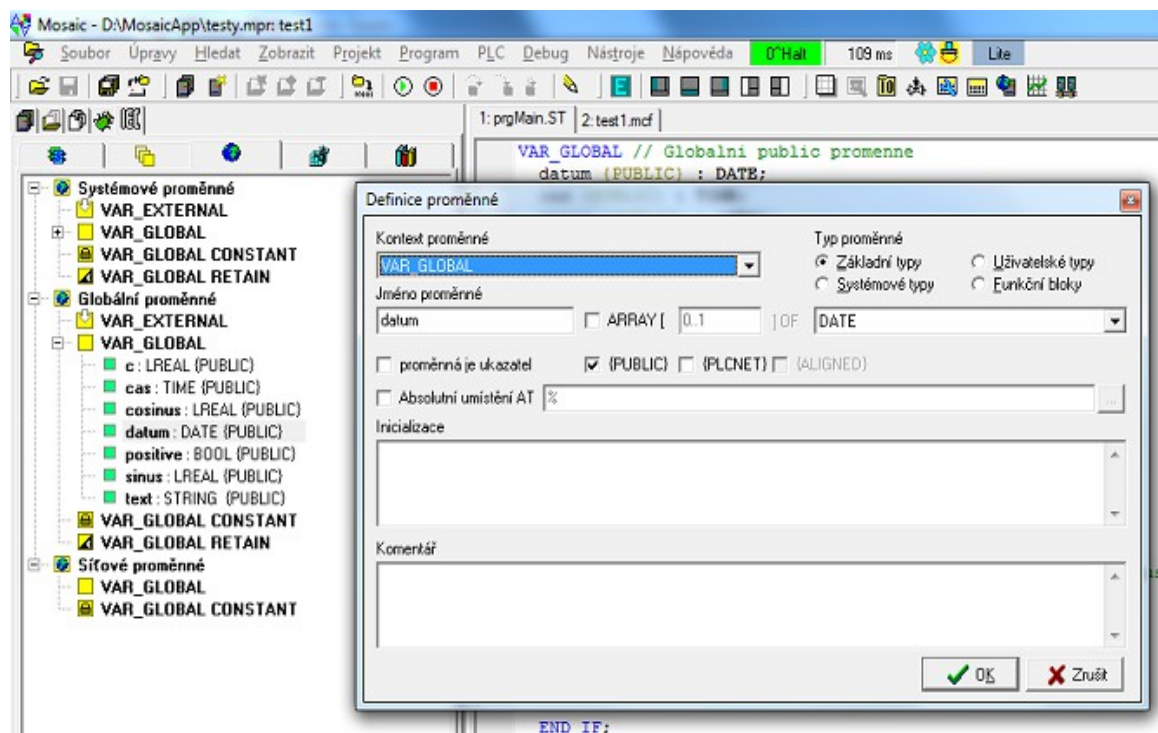 Mosaic - D:\MosaicApp\testy.mpr: test1
Soubor Úpravy Hledat Zobrazit Projekt Program PLC Debug Nástroje Nápověda 0^Halt 109 ms Lite
1: prgMain.ST 2: test1.mcf
VAR_GLOBAL // Globalni public promenne
datum {PUBLIC} : DATE;
Systémové proměnné
VAR_EXTERNAL
VAR_GLOBAL
VAR_GLOBAL CONSTANT
VAR_GLOBAL RETAIN
Globální proměnné
VAR_EXTERNAL
VAR_GLOBAL
c : LREAL {PUBLIC}
cas : TIME {PUBLIC}
cosinus : LREAL {PUBLIC}
datum : DATE {PUBLIC}
positive : BOOL {PUBLIC}
sinus : LREAL {PUBLIC}
text : STRING {PUBLIC}
VAR_GLOBAL CONSTANT
VAR_GLOBAL RETAIN
Síťové proměnné
VAR_GLOBAL
VAR_GLOBAL CONSTANT
Definice proměnné
Kontext proměnné
VAR_GLOBAL
Typ proměnné
Základní typy Uživatelské typy
Systémové typy Funkční bloky
Jméno proměnné
datum ARRAY [ 0..1 ] OF DATE
proměnná je ukazatel {PUBLIC} {PLCNET} {ALIGNED}
Absolutní umístění AT % ...
Inicializace
Komentář
OK Zrušit
END_IF;